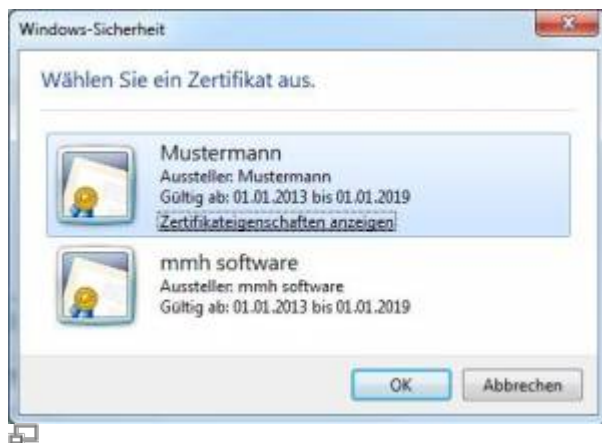 Windows-Sicherheit
Wählen Sie ein Zertifikat aus.
Mustermann
Aussteller: Mustermann
Gültig ab: 01.01.2013 bis 01.01.2019
Zertifikateigenschaften anzeigen
mmh software
Aussteller: mmh software
Gültig ab: 01.01.2013 bis 01.01.2019
OK
Abbrechen